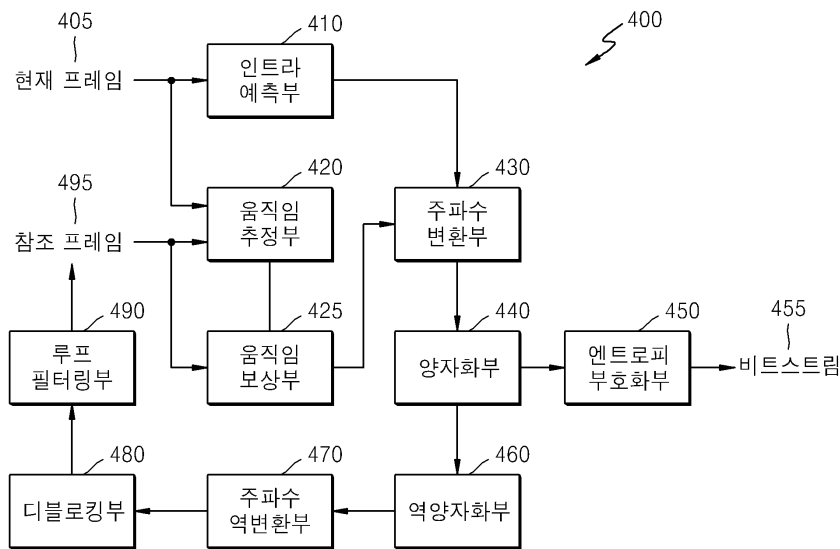 405
현재 프레임
410
인트라
예측부
400
495
참조 프레임
420
움직임
추정부
430
주파수
변환부
490
루프
필터링부
425
움직임
보상부
440
양자화부
450
엔트로피
부호화부
455
비트스트림
480
디블로킹부
470
주파수
역변환부
460
역양자화부